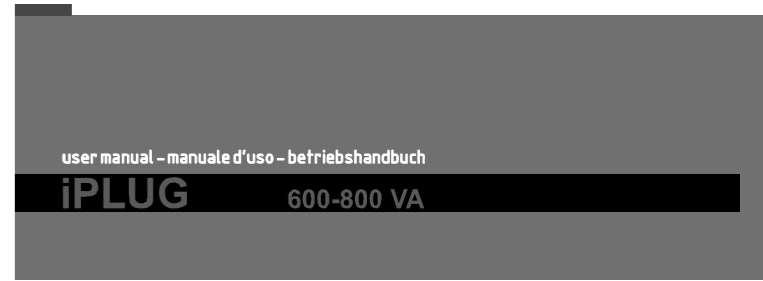 user manual – manuale d'uso – betriebshandbuch
iPLUG 600-800 VA